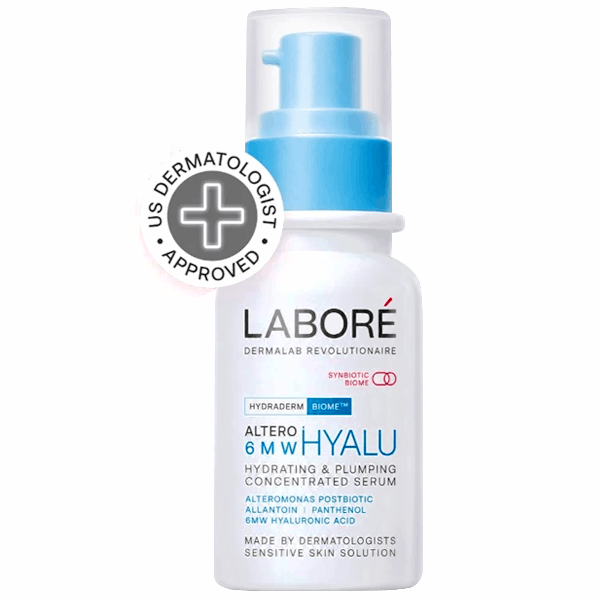 US DERMATOLOGIST
• APPROVED •
LABORÉ
DERMALAB REVOLUTIONAIRE
SYNBIOTIC
BIOME
HYDRADERM BIOME™
ALTERO
6MW HYALU
HYDRATING & PLUMPING
CONCENTRATED SERUM
ALTEROMONAS POSTBIOTIC
ALLANTOIN | PANTHENOL
6MW HYALURONIC ACID
MADE BY DERMATOLOGISTS
SENSITIVE SKIN SOLUTION